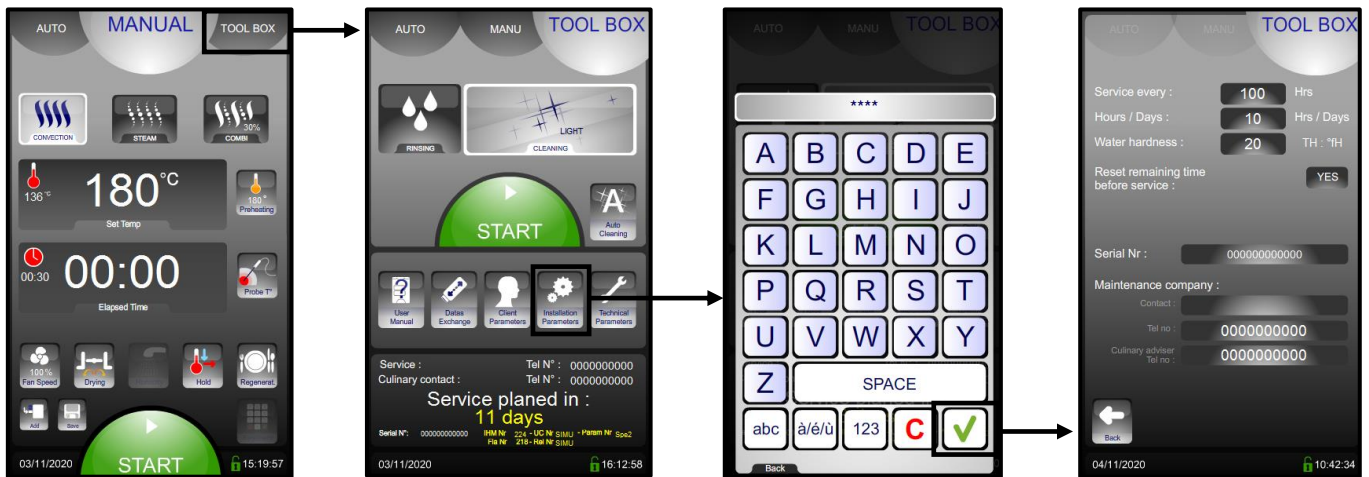 AUTO MANUAL TOOL BOX
CONVECTION STEAM 30% COMBI
136°C 180°C 180° Preheating
Set Temp
00:30 00:00 Probe T°
Elapsed Time
100% Fan Speed Drying Hold Regenerat.
Add Save
START
03/11/2020 15:19:57
AUTO MANU TOOL BOX
RINSING LIGHT CLEANING
START
A Auto Cleaning
User Manual Datas Exchange Client Parameters Installation Parameters Technical Parameters
Service : Tel N° : 0000000000
Culinary contact : Tel N° : 0000000000
Service planed in :
11 days
Serial N°: 000000000000 IHM Nr 224 - UC Nr SIMU - Param Nr Spe2
Fla Nr 218 - Ral Nr SIMU
03/11/2020 16:12:58
AUTO MANU TOOL BOX
****
A B C D E
F G H I J
K L M N O
P Q R S T
U V W X Y
Z SPACE
abc à/é/ù 123 C
Back
AUTO MANU TOOL BOX
Service every : 100 Hrs
Hours / Days : 10 Hrs / Days
Water hardness : 20 TH : °fH
Reset remaining time
before service : YES
Serial Nr : 000000000000
Maintenance company :
Contact :
Tel no : 0000000000
Culinary adviser
Tel no : 0000000000
Back
04/11/2020 10:42:34